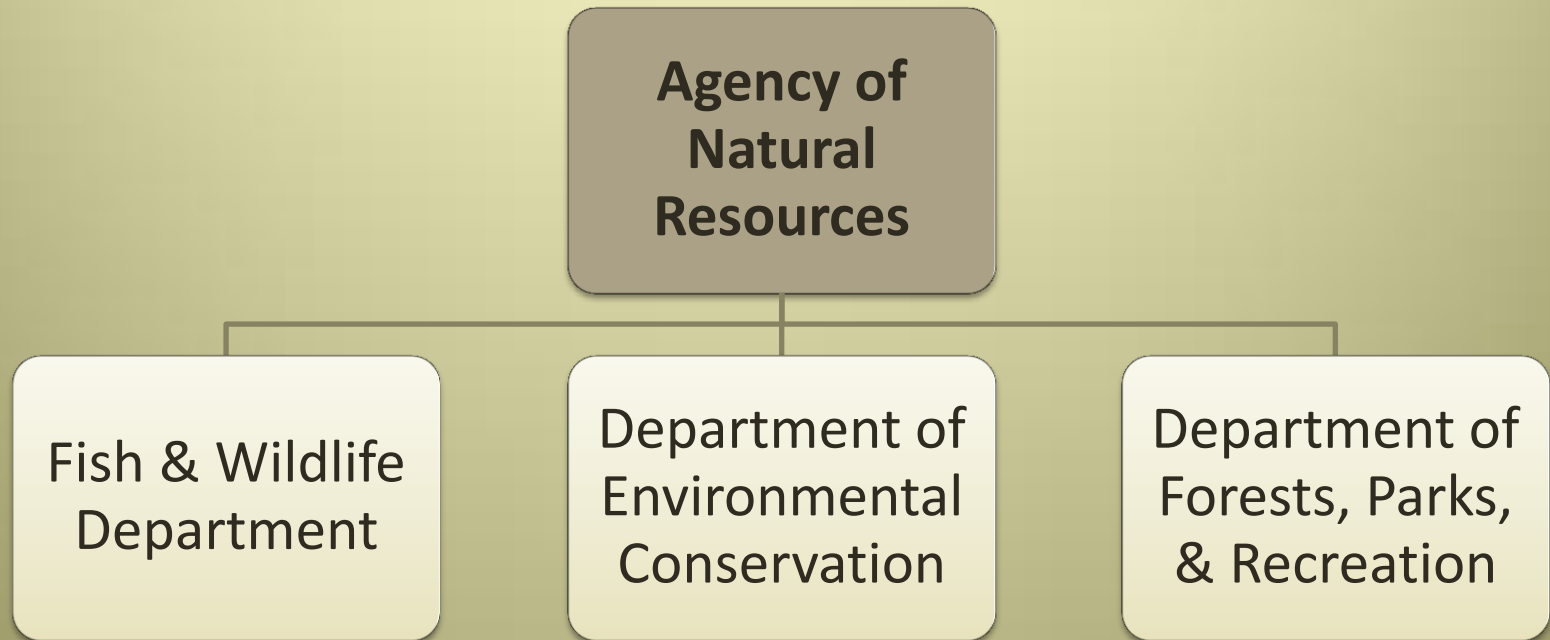 Agency of
Natural
Resources
Fish & Wildlife
Department
Department of
Environmental
Conservation
Department of
Forests, Parks,
& Recreation